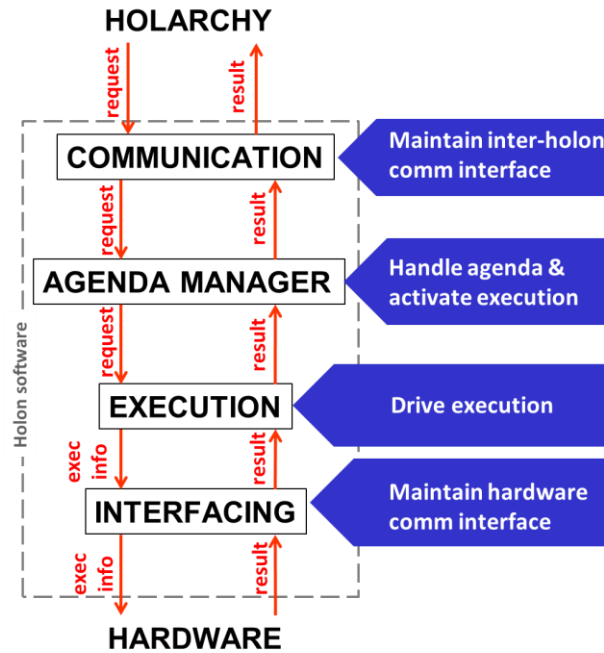 HOLARCHY
request
result
COMMUNICATION
Maintain inter-holon
comm interface
request
result
AGENDA MANAGER
Handle agenda &
activate execution
request
result
Holon software
EXECUTION
Drive execution
exec
info
result
INTERFACING
Maintain hardware
comm interface
exec
info
result
HARDWARE